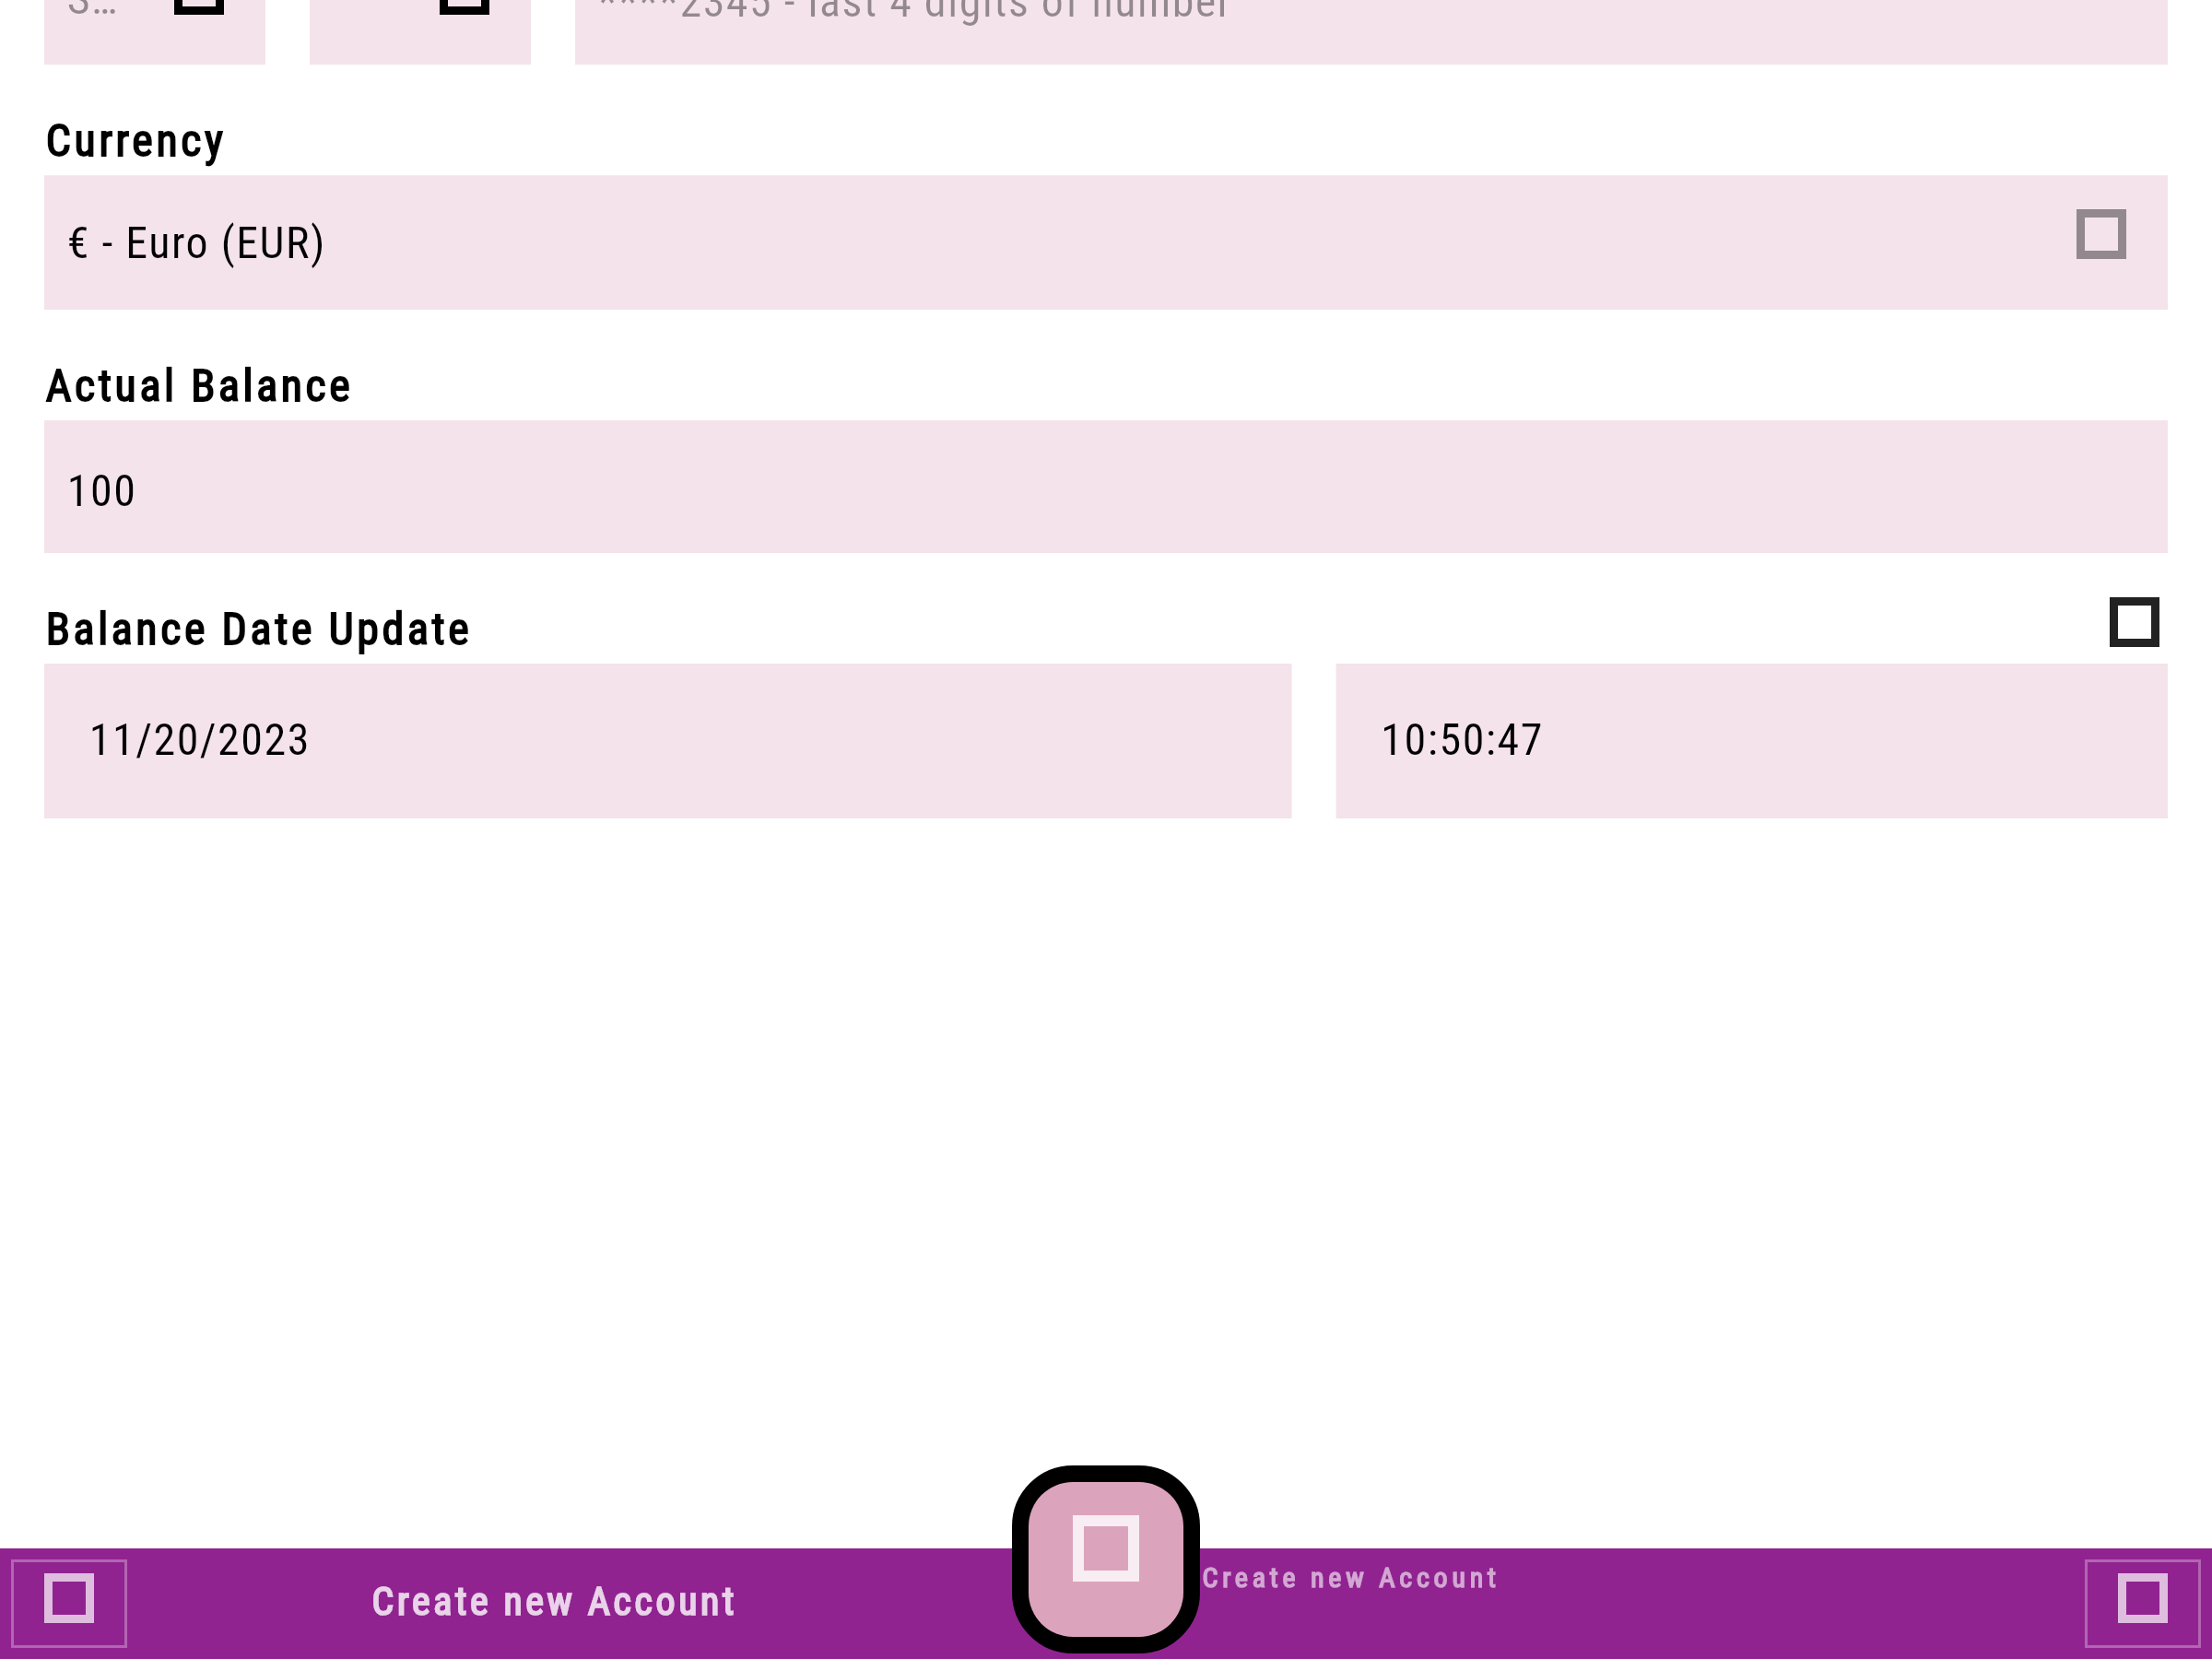 S…
****2345 - last 4 digits of number
Currency
€ - Euro (EUR)
Actual Balance
100
Balance Date Update
11/20/2023
10:50:47
Create new Account
Create new Account